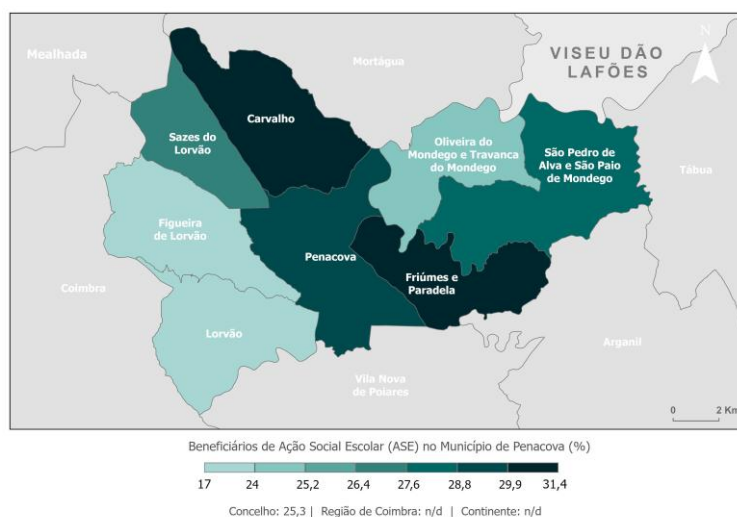 Mealhada
Mortágua
VISEU DÃO
LAFÕES
N
Carvalho
Sazes do
Lorvão
Oliveira do
Mondego e Travanca
do Mondego
São Pedro de
Alva e São Paio
de Mondego
Tábua
Figueira
de Lorvão
Penacova
Friúmes e
Paradela
Coimbra
Lorvão
Arganil
Vila Nova
de Poiares
0 2 Km
Beneficiários de Ação Social Escolar (ASE) no Município de Penacova (%)
17 24 25,2 26,4 27,6 28,8 29,9 31,4
Concelho: 25,3 | Região de Coimbra: n/d | Continente: n/d